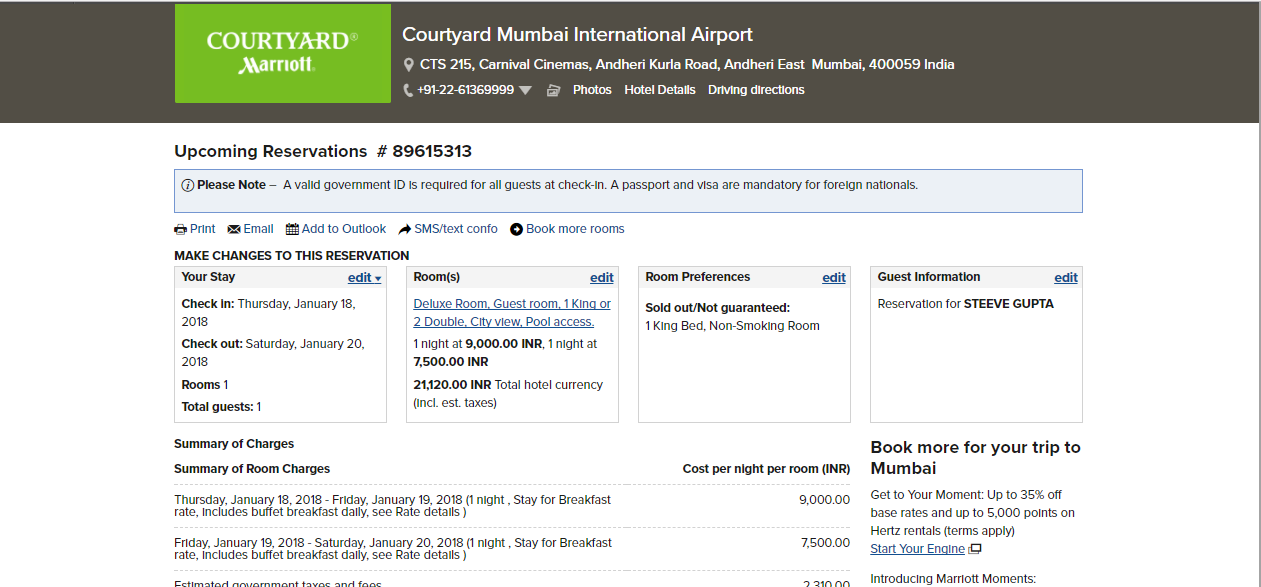 COURTYARD®
Marriott.
Courtyard Mumbai International Airport
CTS 215, Carnival Cinemas, Andheri Kurla Road, Andheri East  Mumbai, 400059 India
+91-22-61369999
Photos Hotel Details Driving directions
Upcoming Reservations # 89615313
Please Note – A valid government ID is required for all guests at check-in. A passport and visa are mandatory for foreign nationals.
Print Email Add to Outlook SMS/text confo Book more rooms
MAKE CHANGES TO THIS RESERVATION
Your Stay edit
Check in: Thursday, January 18,
2018
Check out: Saturday, January 20,
2018
Rooms 1
Total guests: 1
Room(s) edit
Deluxe Room, Guest room, 1 King or
2 Double, City view, Pool access.
1 night at 9,000.00 INR, 1 night at
7,500.00 INR
21,120.00 INR Total hotel currency
(incl. est. taxes)
Room Preferences edit
Sold out/Not guaranteed:
1 King Bed, Non-Smoking Room
Guest Information edit
Reservation for STEEVE GUPTA
Summary of Charges
Summary of Room Charges Cost per night per room (INR)
Thursday, January 18, 2018 - Friday, January 19, 2018 (1 night , Stay for Breakfast 9,000.00
rate, includes buffet breakfast daily, see Rate details )
Friday, January 19, 2018 - Saturday, January 20, 2018 (1 night , Stay for Breakfast 7,500.00
rate, includes buffet breakfast daily, see Rate details )
Estimated government taxes and fees 2,310.00
Book more for your trip to
Mumbai
Get to Your Moment: Up to 35% off
base rates and up to 5,000 points on
Hertz rentals (terms apply)
Start Your Engine
Introducing Marriott Moments: